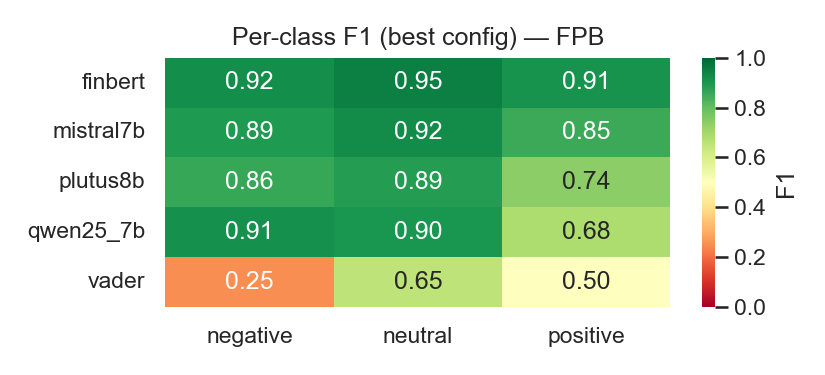 Per-class F1 (best config) — FPB
finbert 0.92 0.95 0.91
mistral7b 0.89 0.92 0.85
plutus8b 0.86 0.89 0.74
qwen25_7b 0.91 0.90 0.68
vader 0.25 0.65 0.50
negative neutral positive
1.0
0.8
0.6
0.4
0.2
0.0
F1